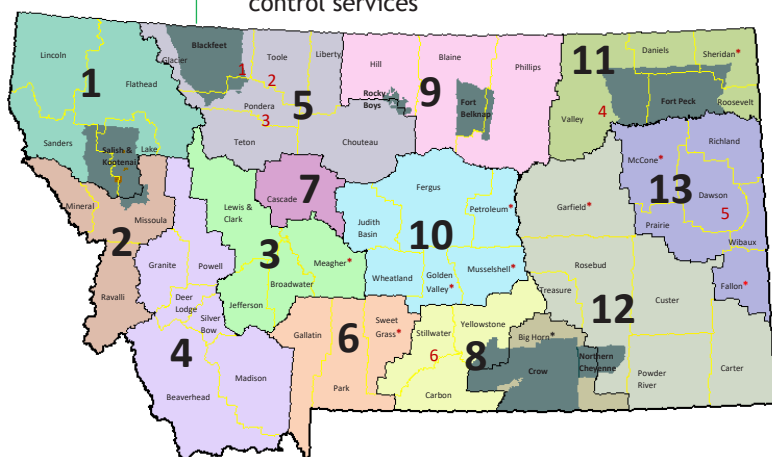 control services
Lincoln
Flathead
1
Sanders
Lake
Salish &
Kootenai
Glacier
Blackfeet
1
Toole
2
Liberty
Pondera
3
5
Teton
Chouteau
Hill
Blaine
Phillips
Rocky
Boys
9
Fort
Belknap
11
Daniels
Sheridan*
4
Fort Peck
Roosevelt
Valley
Richland
McCone*
13
Dawson
5
Prairie
Wibaux
Fallon*
Mineral
Missoula
2
Ravalli
Granite
Powell
Deer
Lodge
Silver
Bow
4
Madison
Beaverhead
Lewis &
Clark
3
Meagher*
Broadwater
Jefferson
Cascade
7
Fergus
Petroleum*
Judith
Basin
10
Wheatland
Golden
Valley*
Musselshell*
Gallatin
6
Sweet
Grass*
Park
Stillwater
Yellowstone
6
8
Carbon
Big Horn*
Crow
Northern
Cheyenne
Garfield*
Rosebud
Treasure
12
Custer
Powder
River
Carter